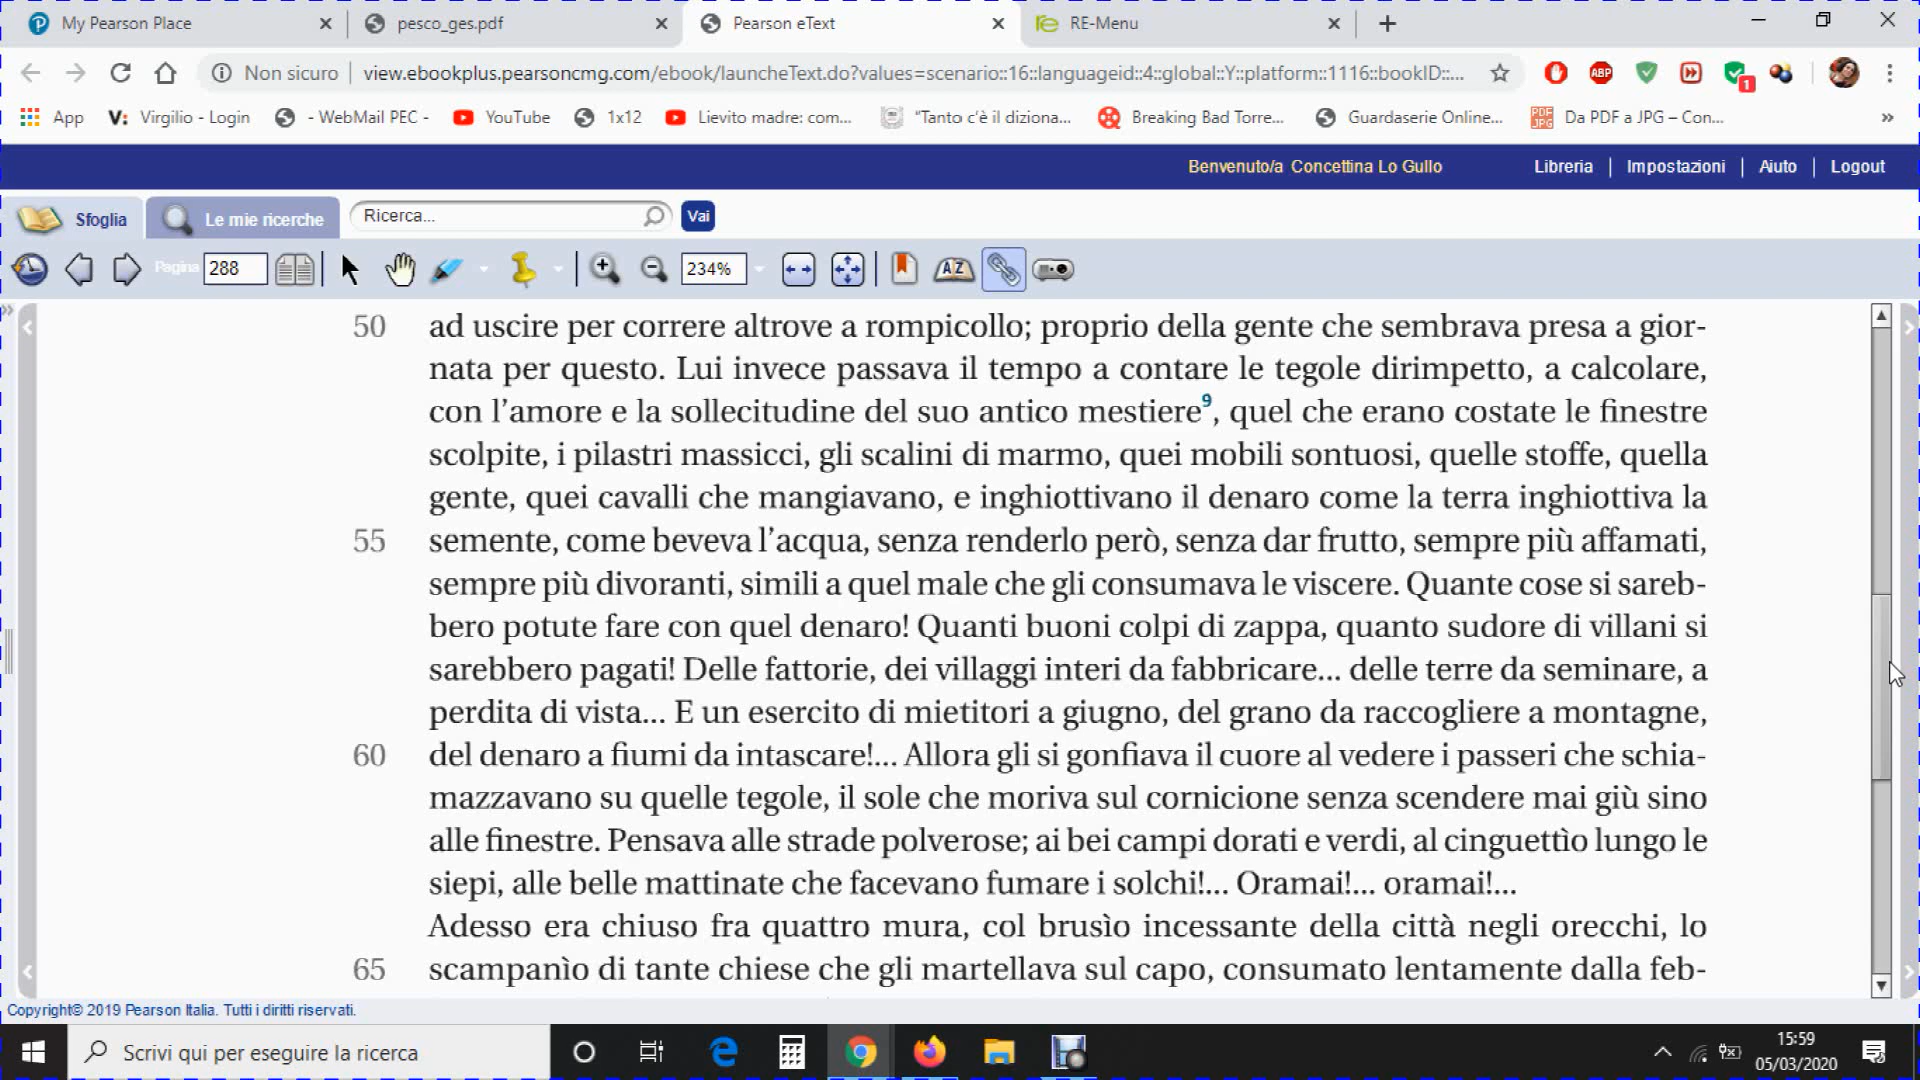 My Pearson Place
pesco_ges.pdf
Pearson eText
RE-Menu
Non sicuro
view.ebookplus.pearsoncmg.com/ebook/launcheText.do?values=scenario::16::languageid::4::global::Y::platform::1116::bookID::...
ABP
1
App
Virgilio - Login
- WebMail PEC -
YouTube
1x12
Lievito madre: com...
"Tanto c'è il diziona...
Breaking Bad Torre...
Guardaserie Online...
PDF JPG
Da PDF a JPG – Con...
»
Benvenuto/a Concettina Lo Gullo
Libreria | Impostazioni | Aiuto | Logout
Sfoglia
Le mie ricerche
Ricerca...
Vai
Pagina 288
234%
AZ
50 ad uscire per correre altrove a rompicollo; proprio della gente che sembrava presa a gior-
nata per questo. Lui invece passava il tempo a contare le tegole dirimpetto, a calcolare,
con l'amore e la sollecitudine del suo antico mestiere9, quel che erano costate le finestre
scolpite, i pilastri massicci, gli scalini di marmo, quei mobili sontuosi, quelle stoffe, quella
gente, quei cavalli che mangiavano, e inghiottivano il denaro come la terra inghiottiva la
55 semente, come beveva l'acqua, senza renderlo però, senza dar frutto, sempre più affamati,
sempre più divoranti, simili a quel male che gli consumava le viscere. Quante cose si sareb-
bero potute fare con quel denaro! Quanti buoni colpi di zappa, quanto sudore di villani si
sarebbero pagati! Delle fattorie, dei villaggi interi da fabbricare... delle terre da seminare, a
perdita di vista... E un esercito di mietitori a giugno, del grano da raccogliere a montagne,
60 del denaro a fiumi da intascare!... Allora gli si gonfiava il cuore al vedere i passeri che schia-
mazzavano su quelle tegole, il sole che moriva sul cornicione senza scendere mai giù sino
alle finestre. Pensava alle strade polverose; ai bei campi dorati e verdi, al cinguettìo lungo le
siepi, alle belle mattinate che facevano fumare i solchi!... Oramai!... oramai!...
Adesso era chiuso fra quattro mura, col brusìo incessante della città negli orecchi, lo
65 scampanìo di tante chiese che gli martellava sul capo, consumato lentamente dalla feb-
Copyright© 2019 Pearson Italia. Tutti i diritti riservati.
Scrivi qui per eseguire la ricerca
15:59
05/03/2020